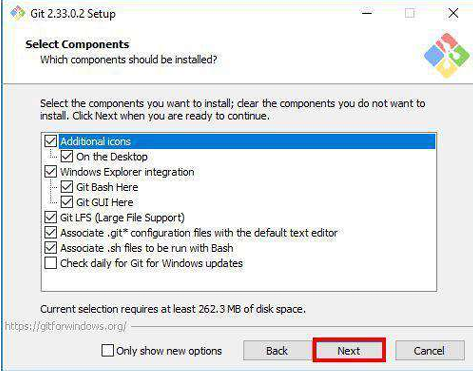 Git 2.33.0.2 Setup
Select Components
Which components should be installed?
Select the components you want to install; clear the components you do not want to
install. Click Next when you are ready to continue.
Additional icons
On the Desktop
Windows Explorer integration
Git Bash Here
Git GUI Here
Git LFS (Large File Support)
Associate .git* configuration files with the default text editor
Associate .sh files to be run with Bash
Check daily for Git for Windows updates
Current selection requires at least 262.3 MB of disk space.
https://gitforwindows.org/
Only show new options
Back
Next
Cancel